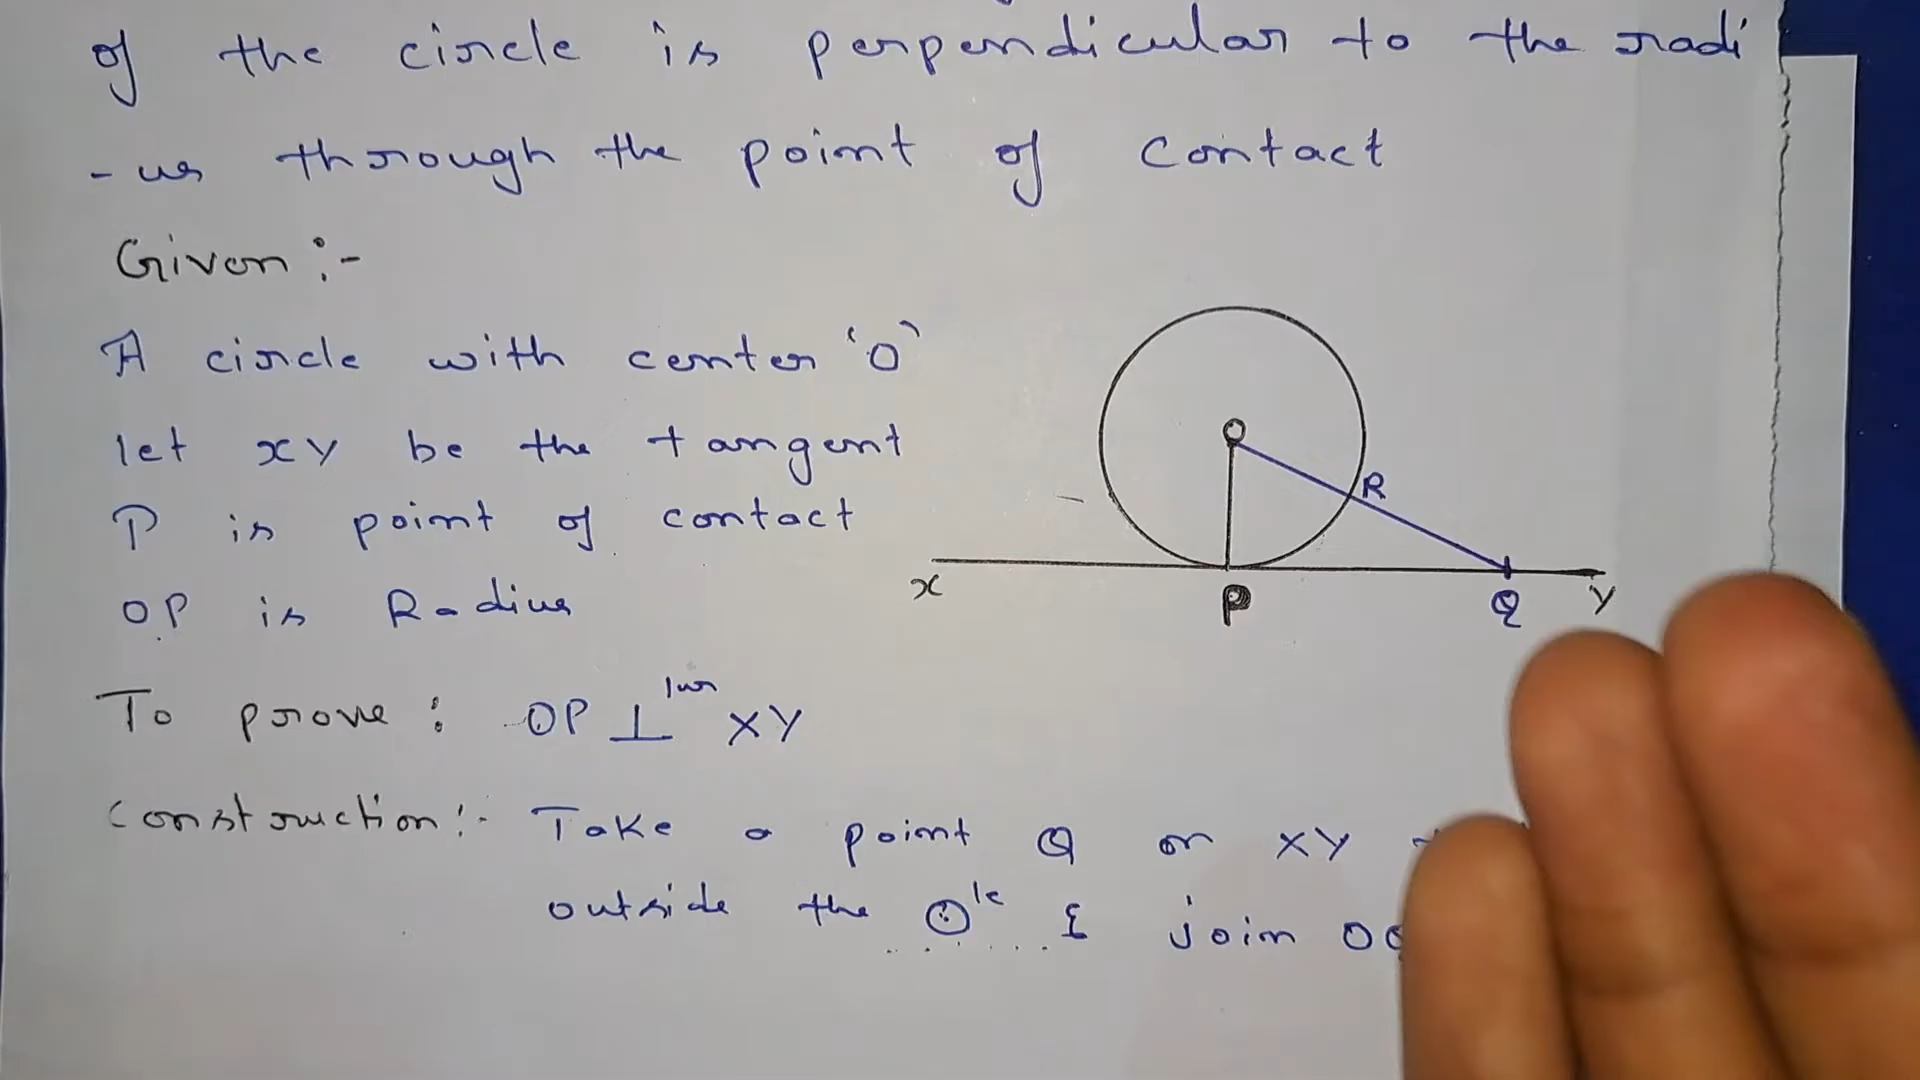 of the circle is perpendicular to the radi
-us through the point of contact
Given :-
A circle with center 'O'
let XY be the tangent
P is point of contact
OP is Radius
To prove : OP ⊥lar XY
construction :- Take a point Q on XY
outside the ⊙le & join
R
X
P
Q
Y